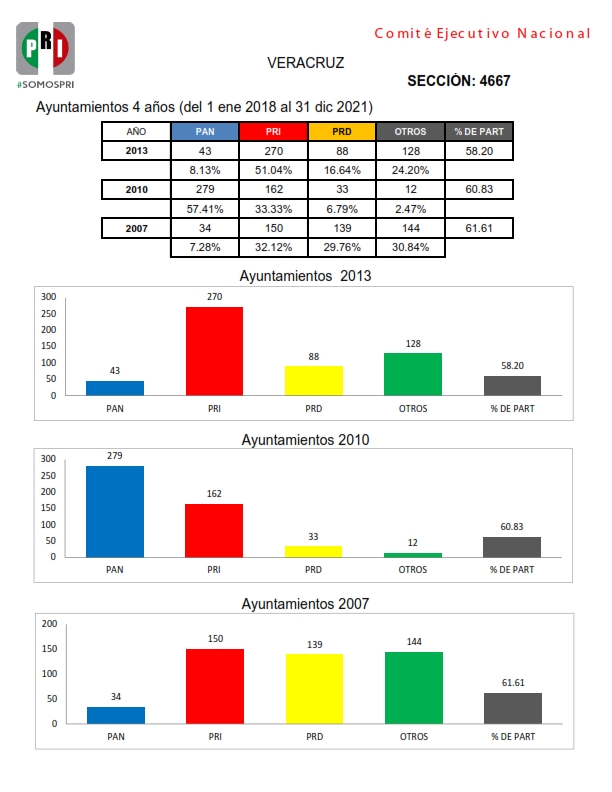 Comité Ejecutivo Nacional
PRI
#SOMOSPRI
VERACRUZ
SECCIÓN: 4667
Ayuntamientos 4 años (del 1 ene 2018 al 31 dic 2021)
AÑO PAN PRI PRD OTROS % DE PART
2013 43 270 88 128 58.20
8.13% 51.04% 16.64% 24.20%
2010 279 162 33 12 60.83
57.41% 33.33% 6.79% 2.47%
2007 34 150 139 144 61.61
7.28% 32.12% 29.76% 30.84%
Ayuntamientos 2013
300
250
200
150
100
50
0
43 270 88 128 58.20
PAN PRI PRD OTROS % DE PART
Ayuntamientos 2010
300
250
200
150
100
50
0
279 162 33 12 60.83
PAN PRI PRD OTROS % DE PART
Ayuntamientos 2007
200
150
100
50
0
34 150 139 144 61.61
PAN PRI PRD OTROS % DE PART